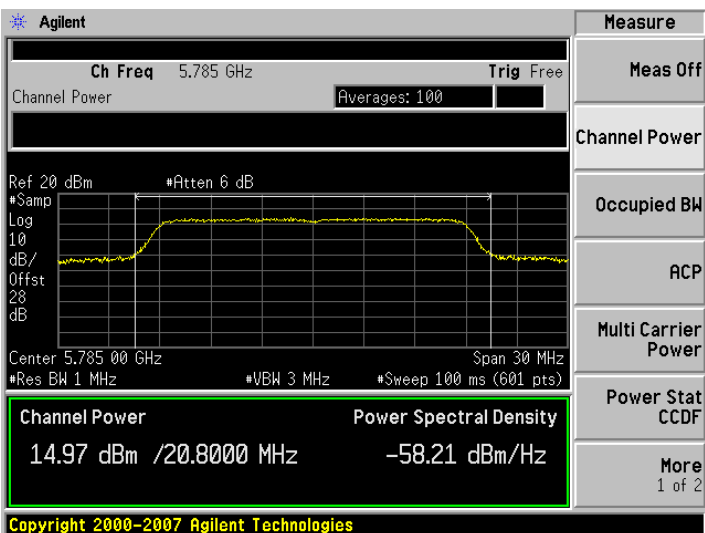 Agilent
Measure
Ch Freq 5.785 GHz Trig Free
Channel Power Averages: 100
Ref 20 dBm #Atten 6 dB
#Samp
Log
10
dB/
Offst
28
dB
Center 5.785 00 GHz Span 30 MHz
#Res BW 1 MHz #VBW 3 MHz #Sweep 100 ms (601 pts)
Channel Power Power Spectral Density
14.97 dBm /20.8000 MHz -58.21 dBm/Hz
Copyright 2000-2007 Agilent Technologies
Meas Off
Channel Power
Occupied BW
ACP
Multi Carrier
Power
Power Stat
CCDF
More
1 of 2